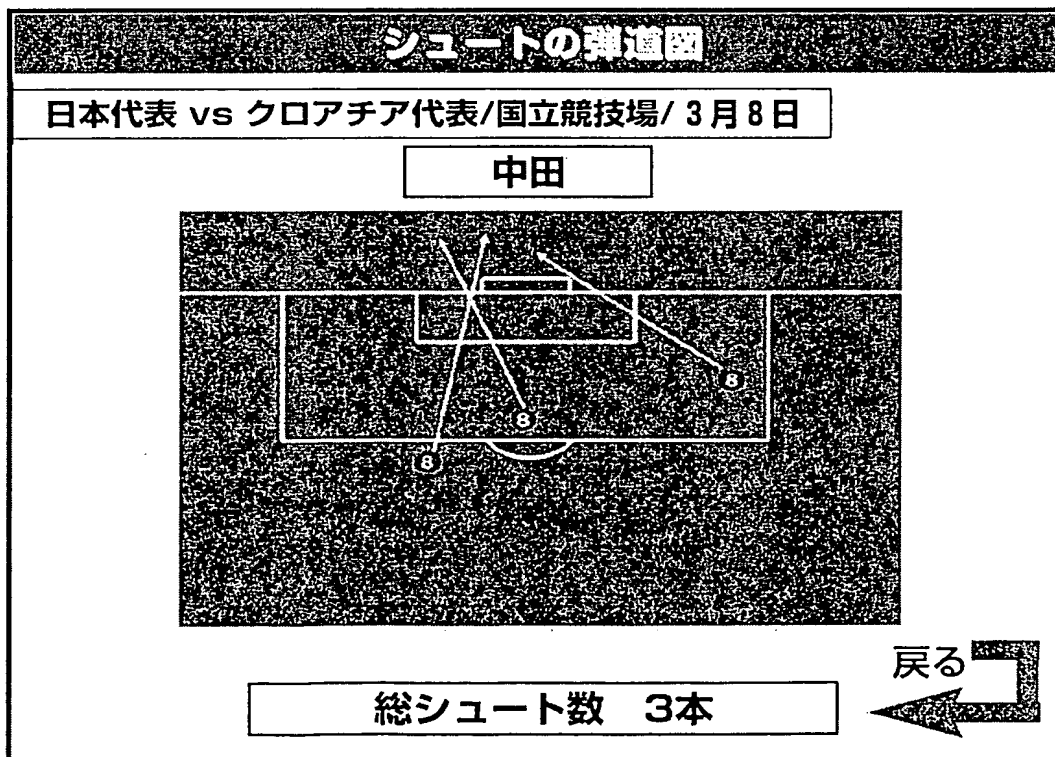 シュートの弾道図
日本代表 vs クロアチア代表/国立競技場/ 3月8日
中田
8
8
8
戻る
総シュート数　3本